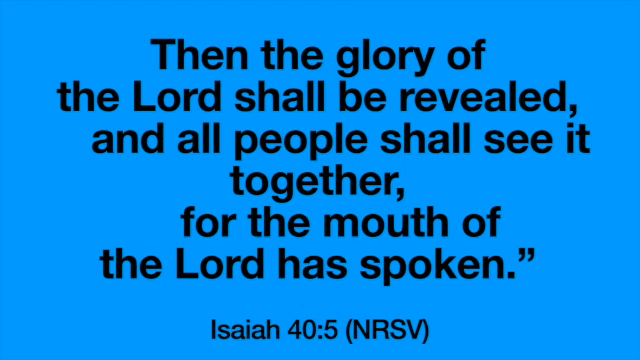 Then the glory of
the Lord shall be revealed,
and all people shall see it
together,
for the mouth of
the Lord has spoken.”
Isaiah 40:5 (NRSV)